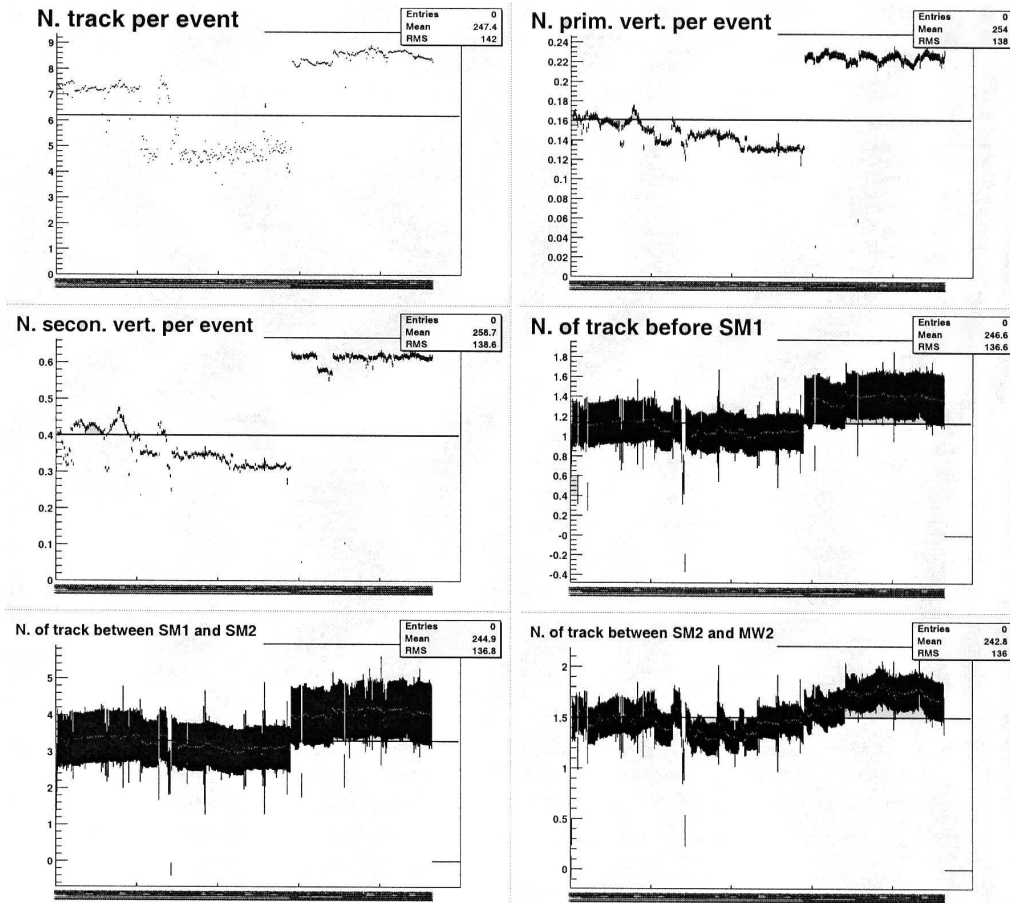 N. track per event
Entries 0
Mean 247.4
RMS 142
9
8
7
6
5
4
3
2
1
0
N. prim. vert. per event
Entries 0
Mean 254
RMS 138
0.24
0.22
0.2
0.18
0.16
0.14
0.12
0.1
0.08
0.06
0.04
0.02
0
N. secon. vert. per event
Entries 0
Mean 258.7
RMS 138.6
0.6
0.5
0.4
0.3
0.2
0.1
0
N. of track before SM1
Entries 0
Mean 246.6
RMS 136.6
1.8
1.6
1.4
1.2
1
0.8
0.6
0.4
0.2
-0
-0.2
-0.4
N. of track between SM1 and SM2
Entries 0
Mean 244.9
RMS 136.8
5
4
3
2
1
0
N. of track between SM2 and MW2
Entries 0
Mean 242.8
RMS 136
2
1.5
1
0.5
0